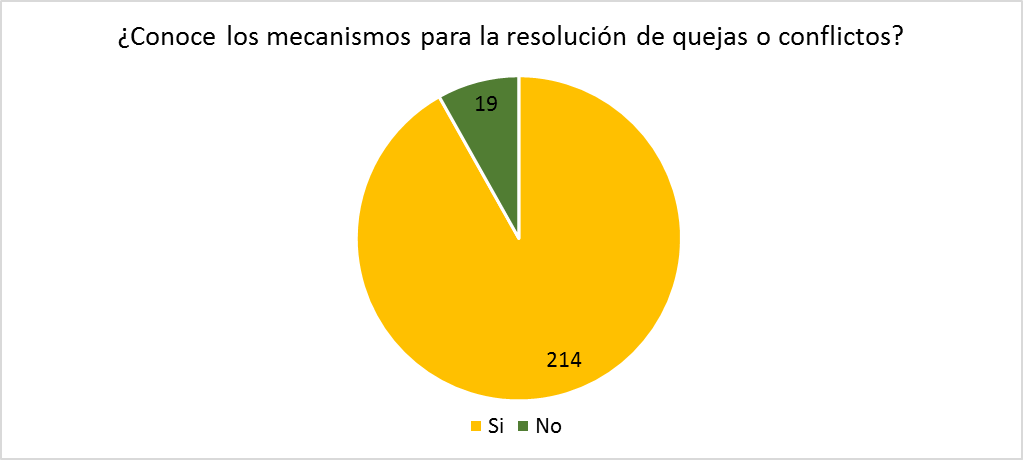 ¿Conoce los mecanismos para la resolución de quejas o conflictos?
19
214
Si No